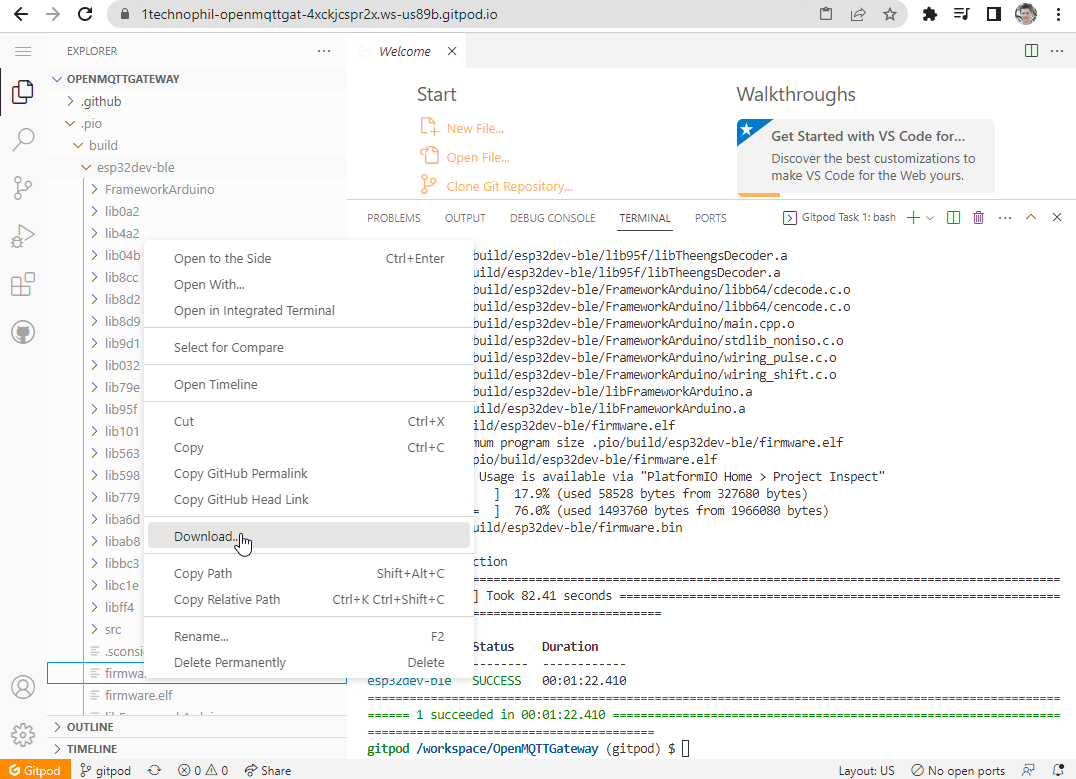 1technophil-openmqttgat-4xckjcspr2x.ws-us89b.gitpod.io
EXPLORER
OPENMQTTGATEWAY
.github
.pio
build
esp32dev-ble
FrameworkArduino
lib0a2
lib4a2
lib04b
lib8cc
lib8d2
lib8d9
lib9d1
lib032
lib79e
lib95f
lib101
lib563
lib598
lib779
liba6d
libab8
libbc3
libc1e
libff4
src
.sconsi
firmwa
firmware.elf
OUTLINE
TIMELINE
Open to the Side Ctrl+Enter
Open With...
Open in Integrated Terminal
Select for Compare
Open Timeline
Cut Ctrl+X
Copy Ctrl+C
Copy GitHub Permalink
Copy GitHub Head Link
Download...
Copy Path Shift+Alt+C
Copy Relative Path Ctrl+K Ctrl+Shift+C
Rename... F2
Delete Permanently Delete
Welcome
Start
New File...
Open File...
Clone Git Repository...
Walkthroughs
Get Started with VS Code for...
Discover the best customizations to
make VS Code for the Web yours.
PROBLEMS OUTPUT DEBUG CONSOLE TERMINAL PORTS Gitpod Task 1: bash
build/esp32dev-ble/lib95f/libTheengsDecoder.a
uild/esp32dev-ble/lib95f/libTheengsDecoder.a
build/esp32dev-ble/FrameworkArduino/libb64/cdecode.c.o
build/esp32dev-ble/FrameworkArduino/libb64/cencode.c.o
build/esp32dev-ble/FrameworkArduino/main.cpp.o
build/esp32dev-ble/FrameworkArduino/stdlib_noniso.c.o
build/esp32dev-ble/FrameworkArduino/wiring_pulse.c.o
build/esp32dev-ble/FrameworkArduino/wiring_shift.c.o
uild/esp32dev-ble/libFrameworkArduino.a
uild/esp32dev-ble/libFrameworkArduino.a
ild/esp32dev-ble/firmware.elf
mum program size .pio/build/esp32dev-ble/firmware.elf
pio/build/esp32dev-ble/firmware.elf
Usage is available via "PlatformIO Home > Project Inspect"
] 17.9% (used 58528 bytes from 327680 bytes)
= ] 76.0% (used 1493760 bytes from 1966080 bytes)
uild/esp32dev-ble/firmware.bin
ction
] Took 82.41 seconds
Status Duration
esp32dev-ble SUCCESS 00:01:22.410
====== 1 succeeded in 00:01:22.410
gitpod /workspace/OpenMQTTGateway (gitpod) $
Gitpod gitpod 0 0 Share Layout: US No open ports